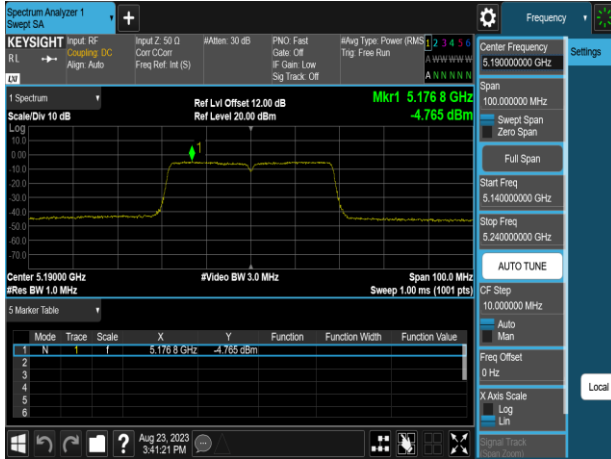 Spectrum Analyzer 1
Swept SA
+
Frequency
KEYSIGHT Input: RF Input Z: 50 Ω #Atten: 30 dB PNO: Fast #Avg Type: Power (RMS 1 2 3 4 5 6
RL Coupling: DC Corr CCorr Gate: Off Trig: Free Run
Align: Auto Freq Ref: Int (S) IF Gain: Low A W W W W W
Sig Track: Off A N N N N N
LXI
1 Spectrum
Scale/Div 10 dB
Ref Lvl Offset 12.00 dB
Ref Level 20.00 dBm
Mkr1 5.176 8 GHz
-4.765 dBm
Log
10.0
0.00
-10.0
-20.0
-30.0
-40.0
-50.0
-60.0
-70.0
1
Center 5.19000 GHz #Video BW 3.0 MHz Span 100.0 MHz
#Res BW 1.0 MHz Sweep 1.00 ms (1001 pts)
5 Marker Table
Mode Trace Scale X Y Function Function Width Function Value
1 N 1 f 5.176 8 GHz -4.765 dBm
2
3
4
5
6
Aug 23, 2023
3:41:21 PM
?
Center Frequency
5.190000000 GHz
Span
100.000000 MHz
Swept Span
Zero Span
Full Span
Start Freq
5.140000000 GHz
Stop Freq
5.240000000 GHz
AUTO TUNE
CF Step
10.000000 MHz
Auto
Man
Freq Offset
0 Hz
X Axis Scale
Log
Lin
Signal Track
(Span Zoom)
Settings
Local